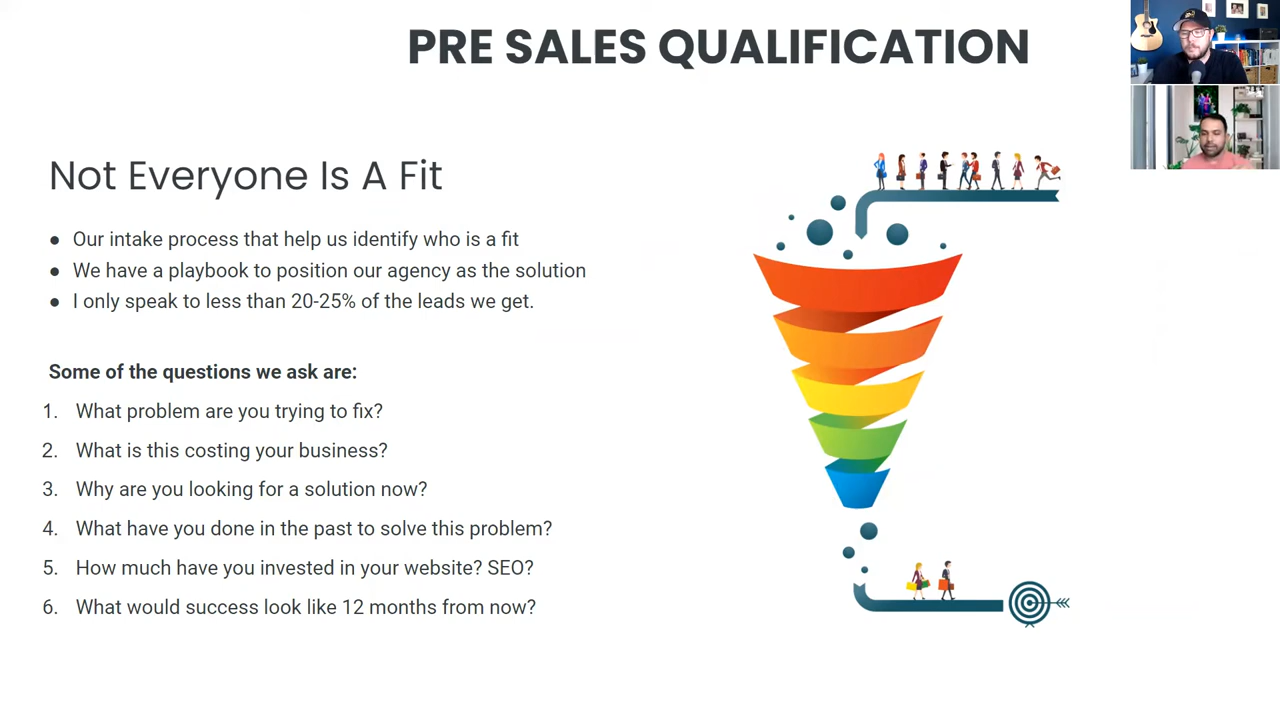 PRE SALES QUALIFICATION
Not Everyone Is A Fit
● Our intake process that help us identify who is a fit
● We have a playbook to position our agency as the solution
● I only speak to less than 20-25% of the leads we get.
Some of the questions we ask are:
1. What problem are you trying to fix?
2. What is this costing your business?
3. Why are you looking for a solution now?
4. What have you done in the past to solve this problem?
5. How much have you invested in your website? SEO?
6. What would success look like 12 months from now?